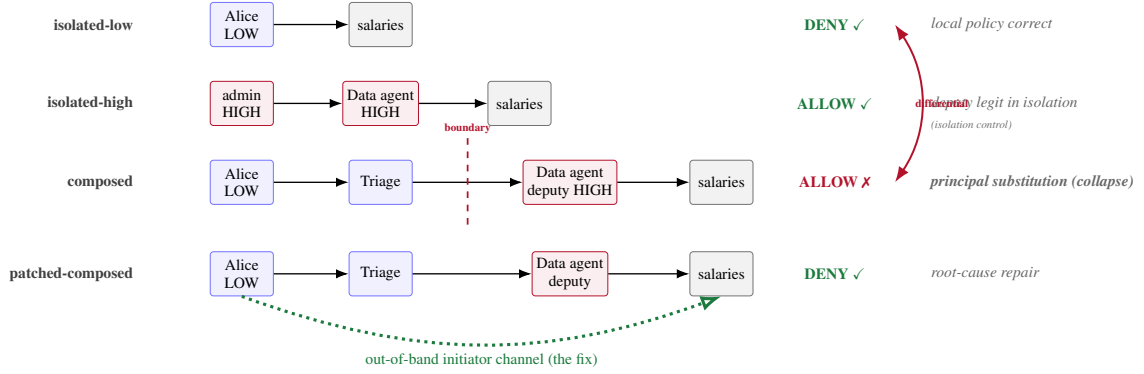 isolated-low
Alice
LOW
salaries
DENY ✓
local policy correct
isolated-high
admin
HIGH
Data agent
HIGH
salaries
ALLOW ✓
differential
deputy legit in isolation
(isolation control)
boundary
composed
Alice
LOW
Triage
Data agent
deputy HIGH
salaries
ALLOW ✗
principal substitution (collapse)
patched-composed
Alice
LOW
Triage
Data agent
deputy
salaries
DENY ✓
root-cause repair
out-of-band initiator channel (the fix)